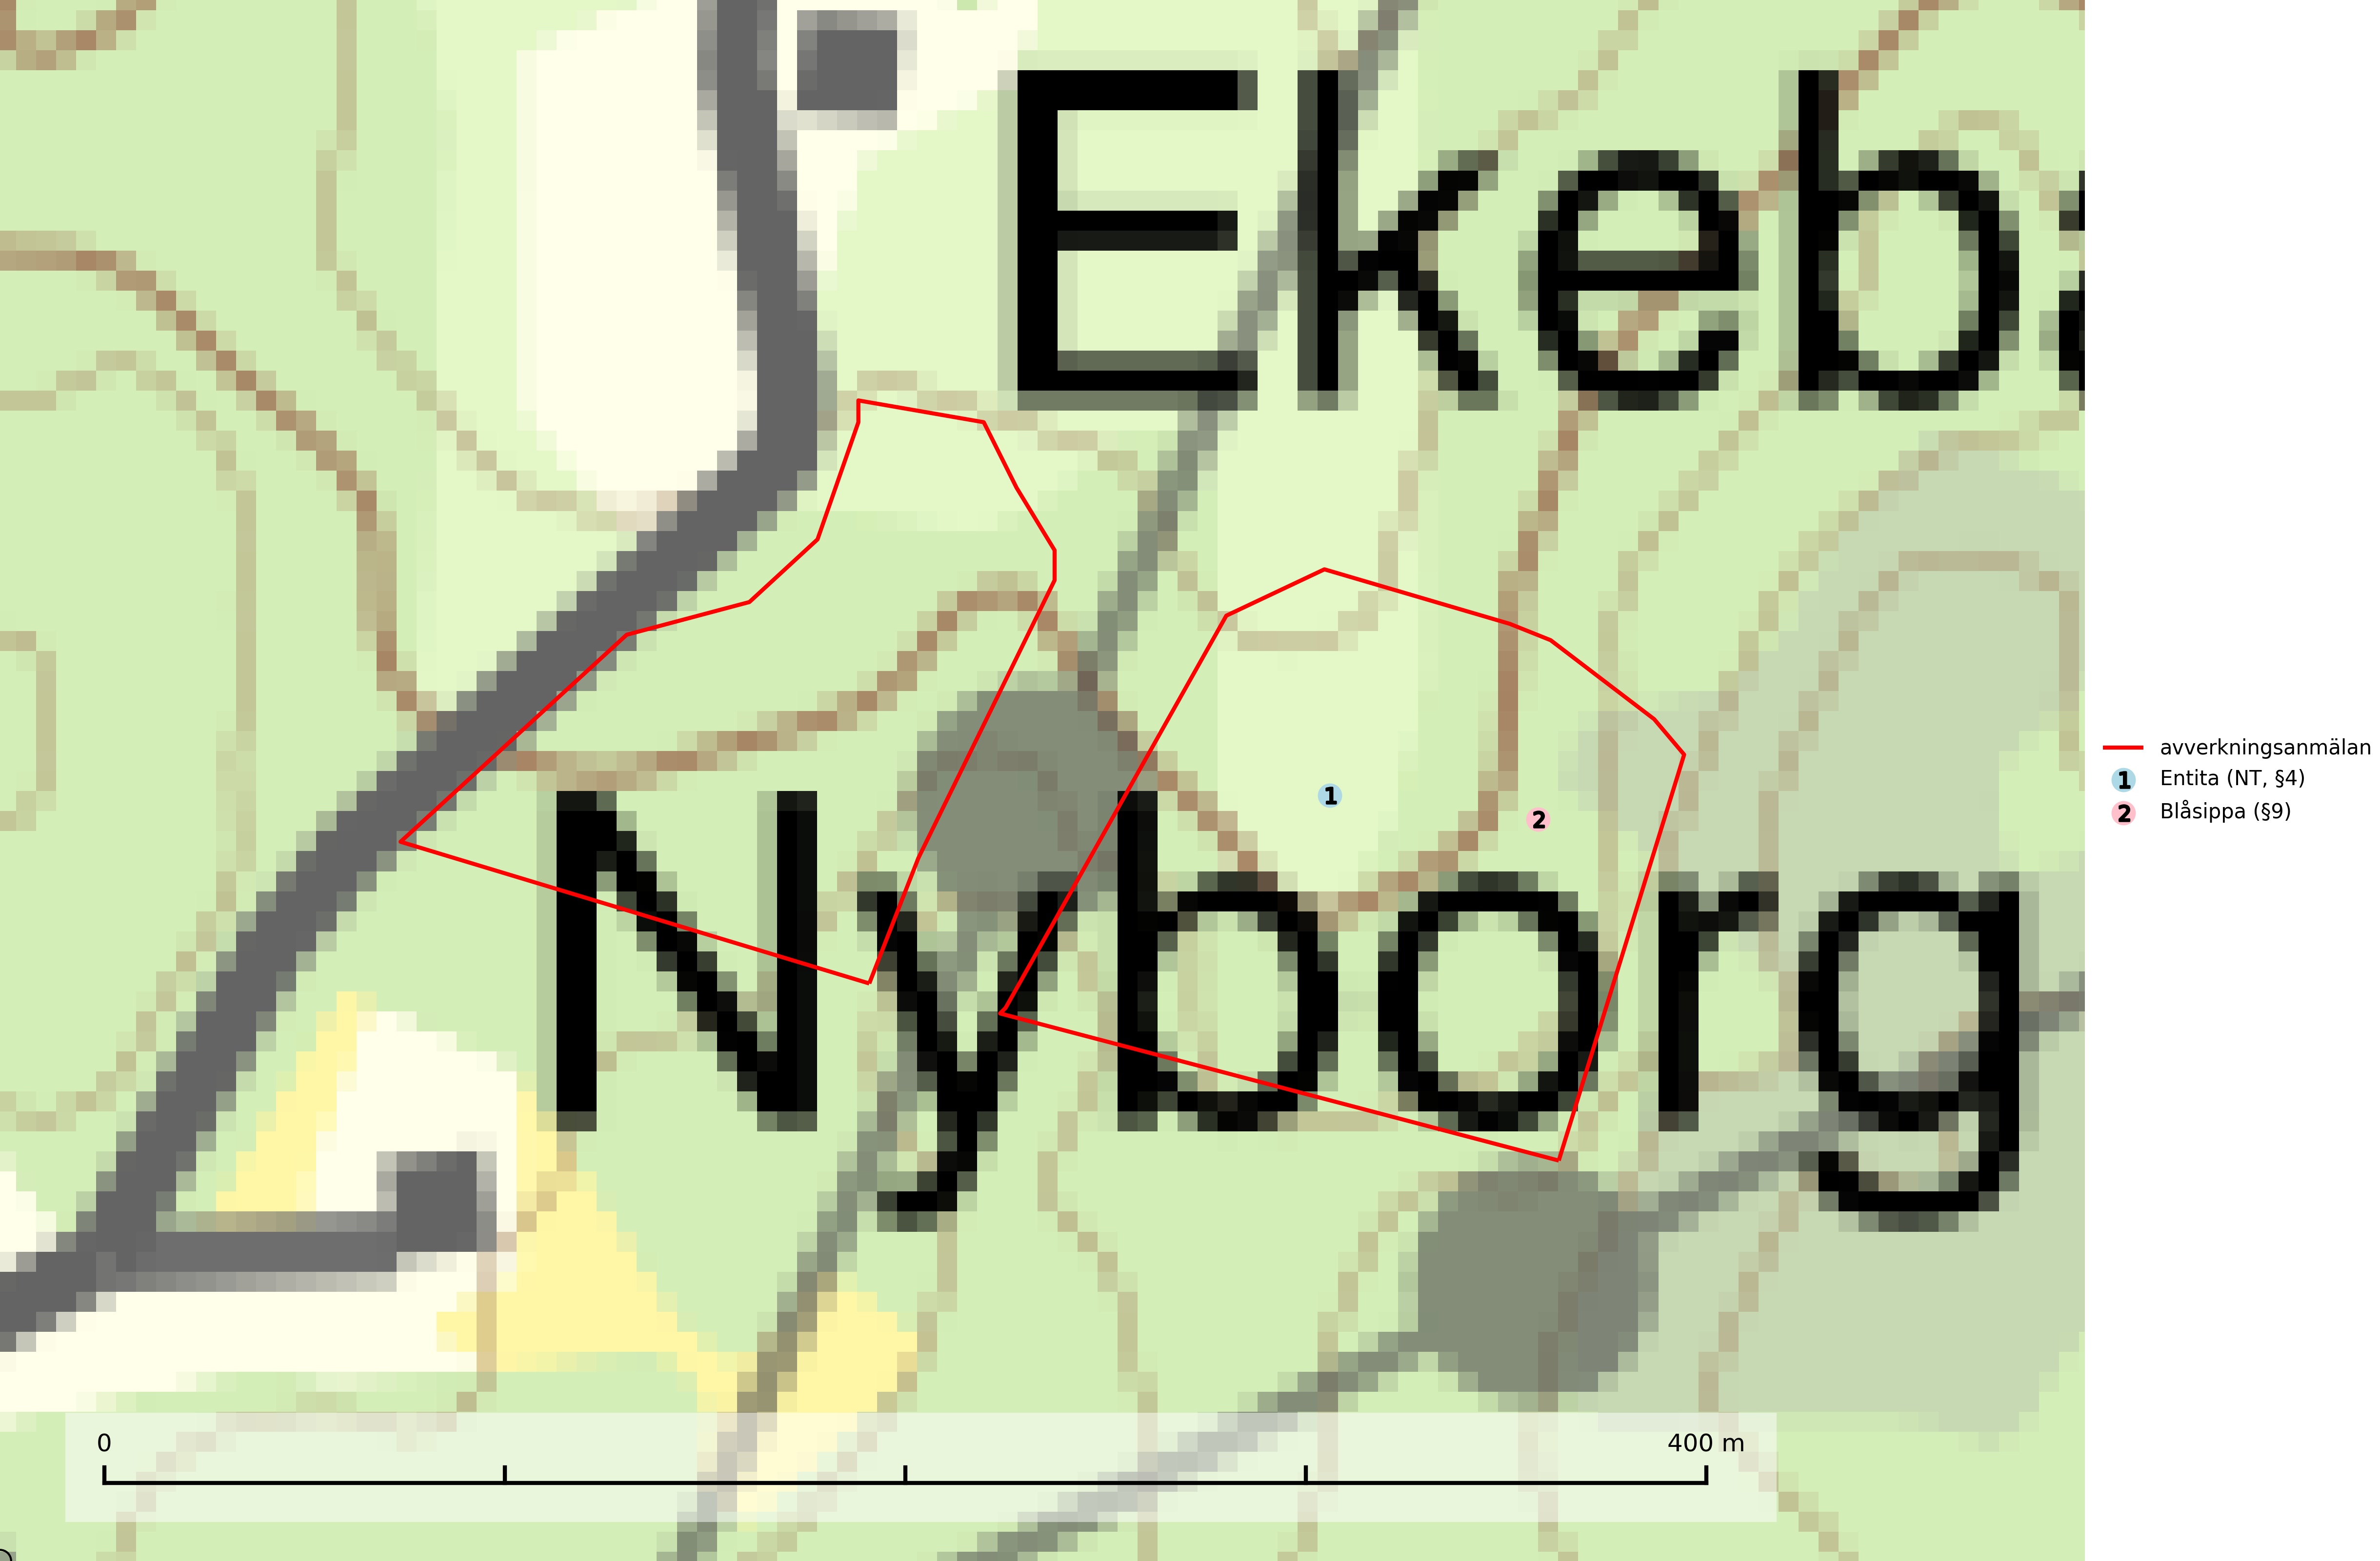 Ekeb
Nyborg
avverkningsanmälan
1 Entita (NT, §4)
2 Blåsippa (§9)
1
2
0
400 m